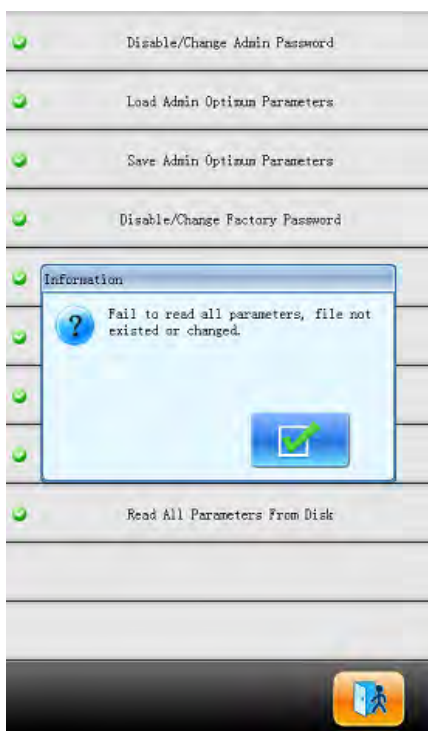 Disable/Change Admin Password
Load Admin Optimum Parameters
Save Admin Optimum Parameters
Disable/Change Factory Password
Information
Fail to read all parameters, file not
existed or changed.
Read All Parameters From Disk